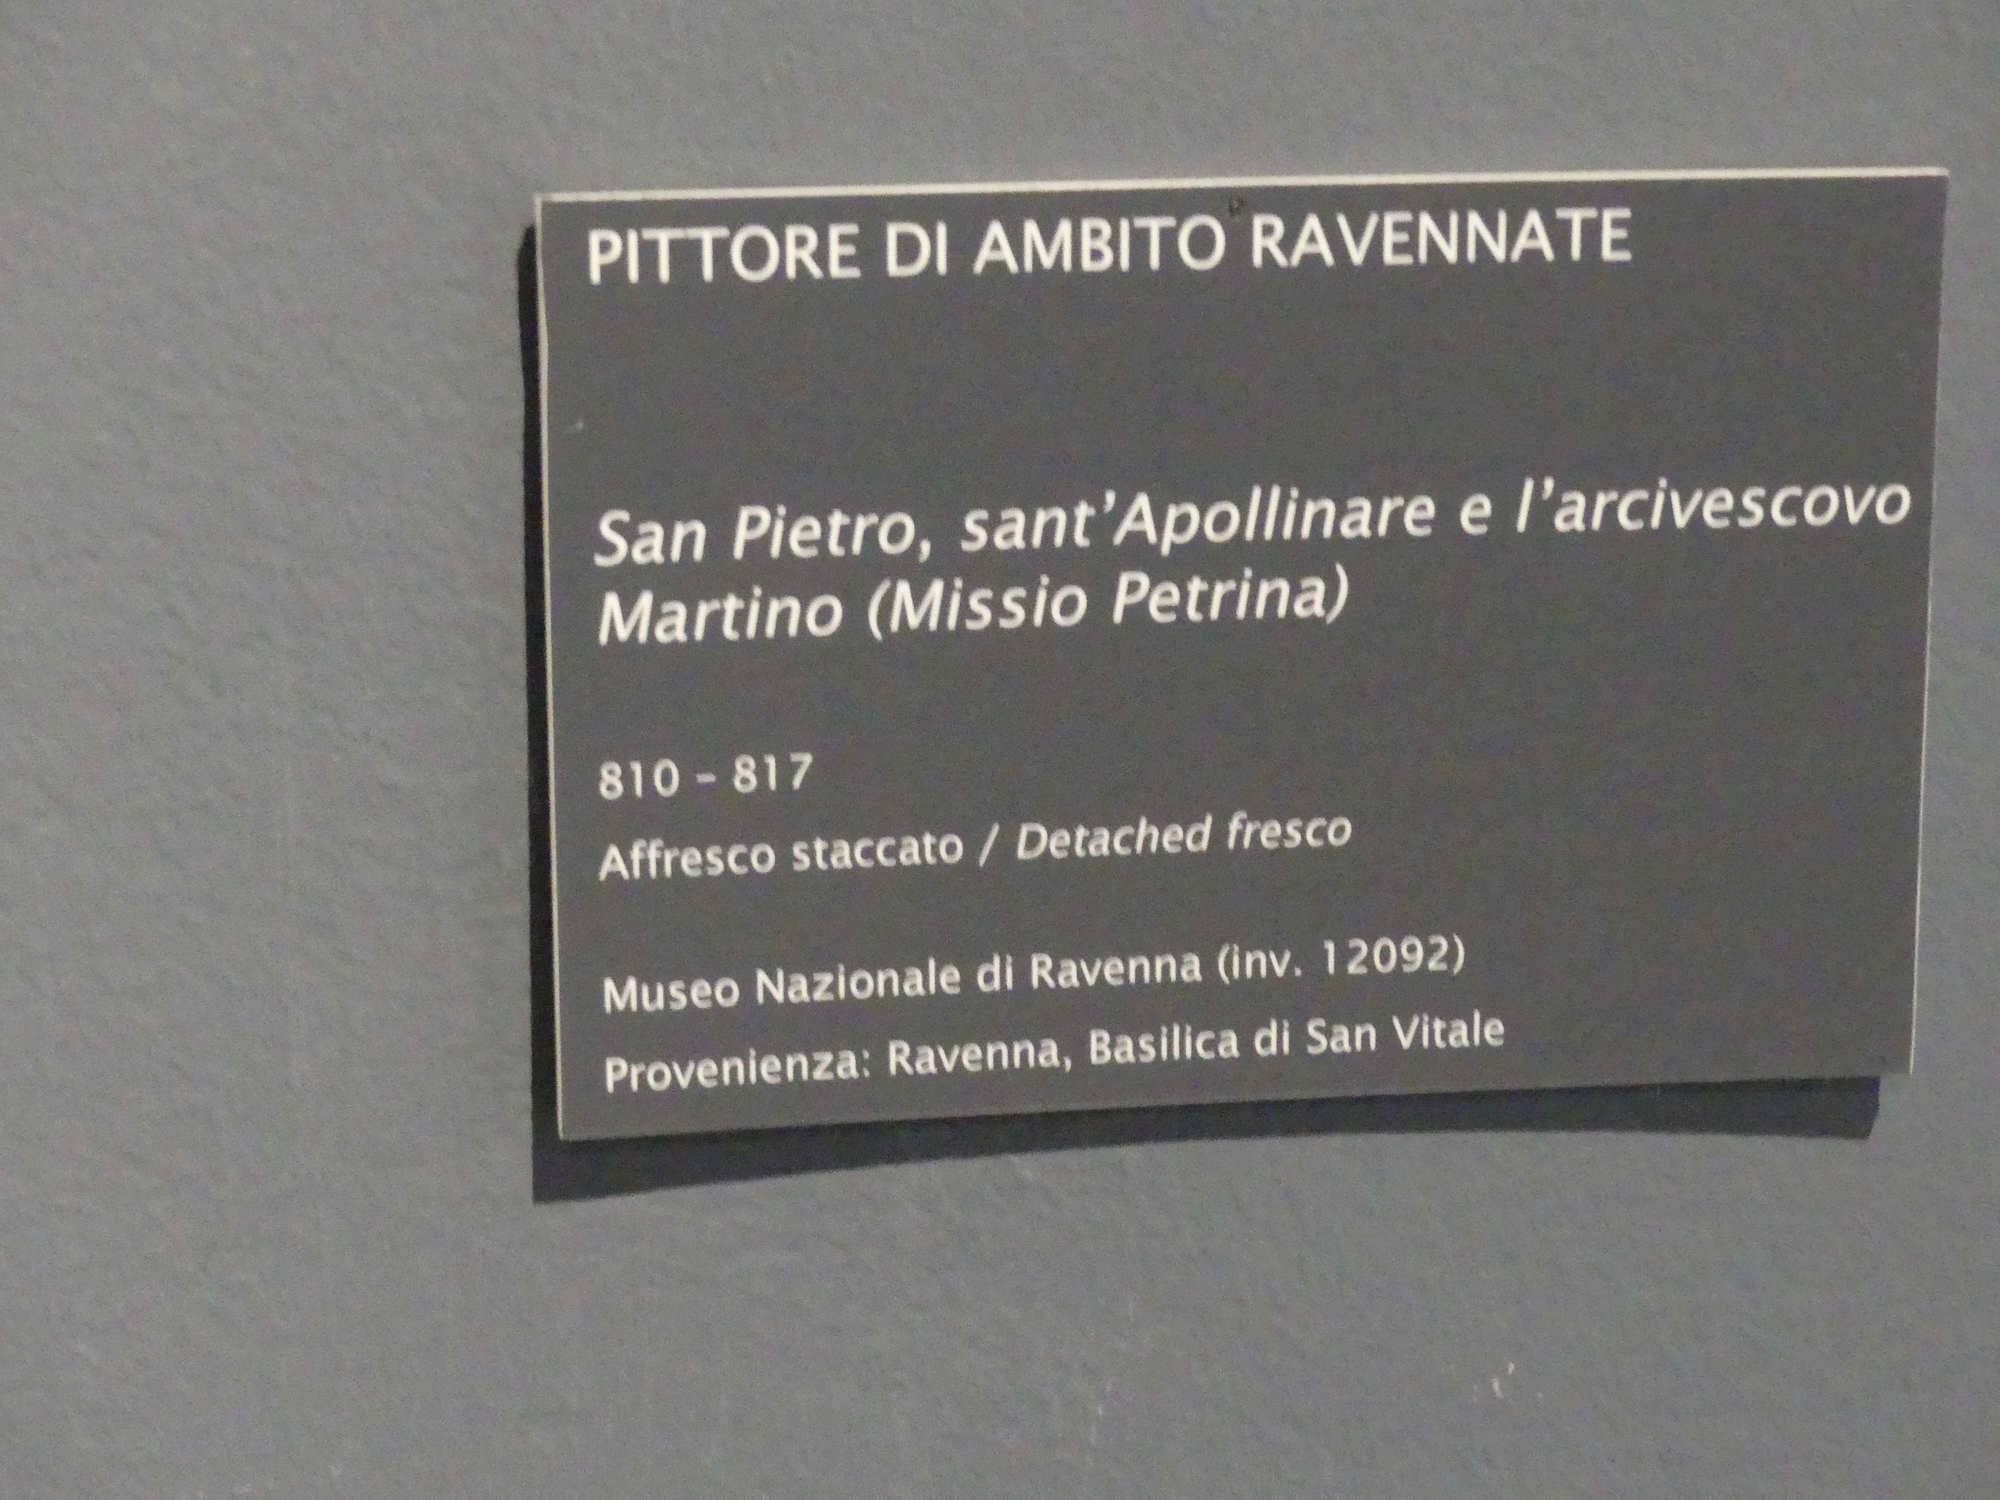 PITTORE DI AMBITO RAVENNATE
San Pietro, sant'Apollinare e l'arcivescovo
Martino (Missio Petrina)
810 – 817
Affresco staccato / Detached fresco
Museo Nazionale di Ravenna (inv. 12092)
Provenienza: Ravenna, Basilica di San Vitale